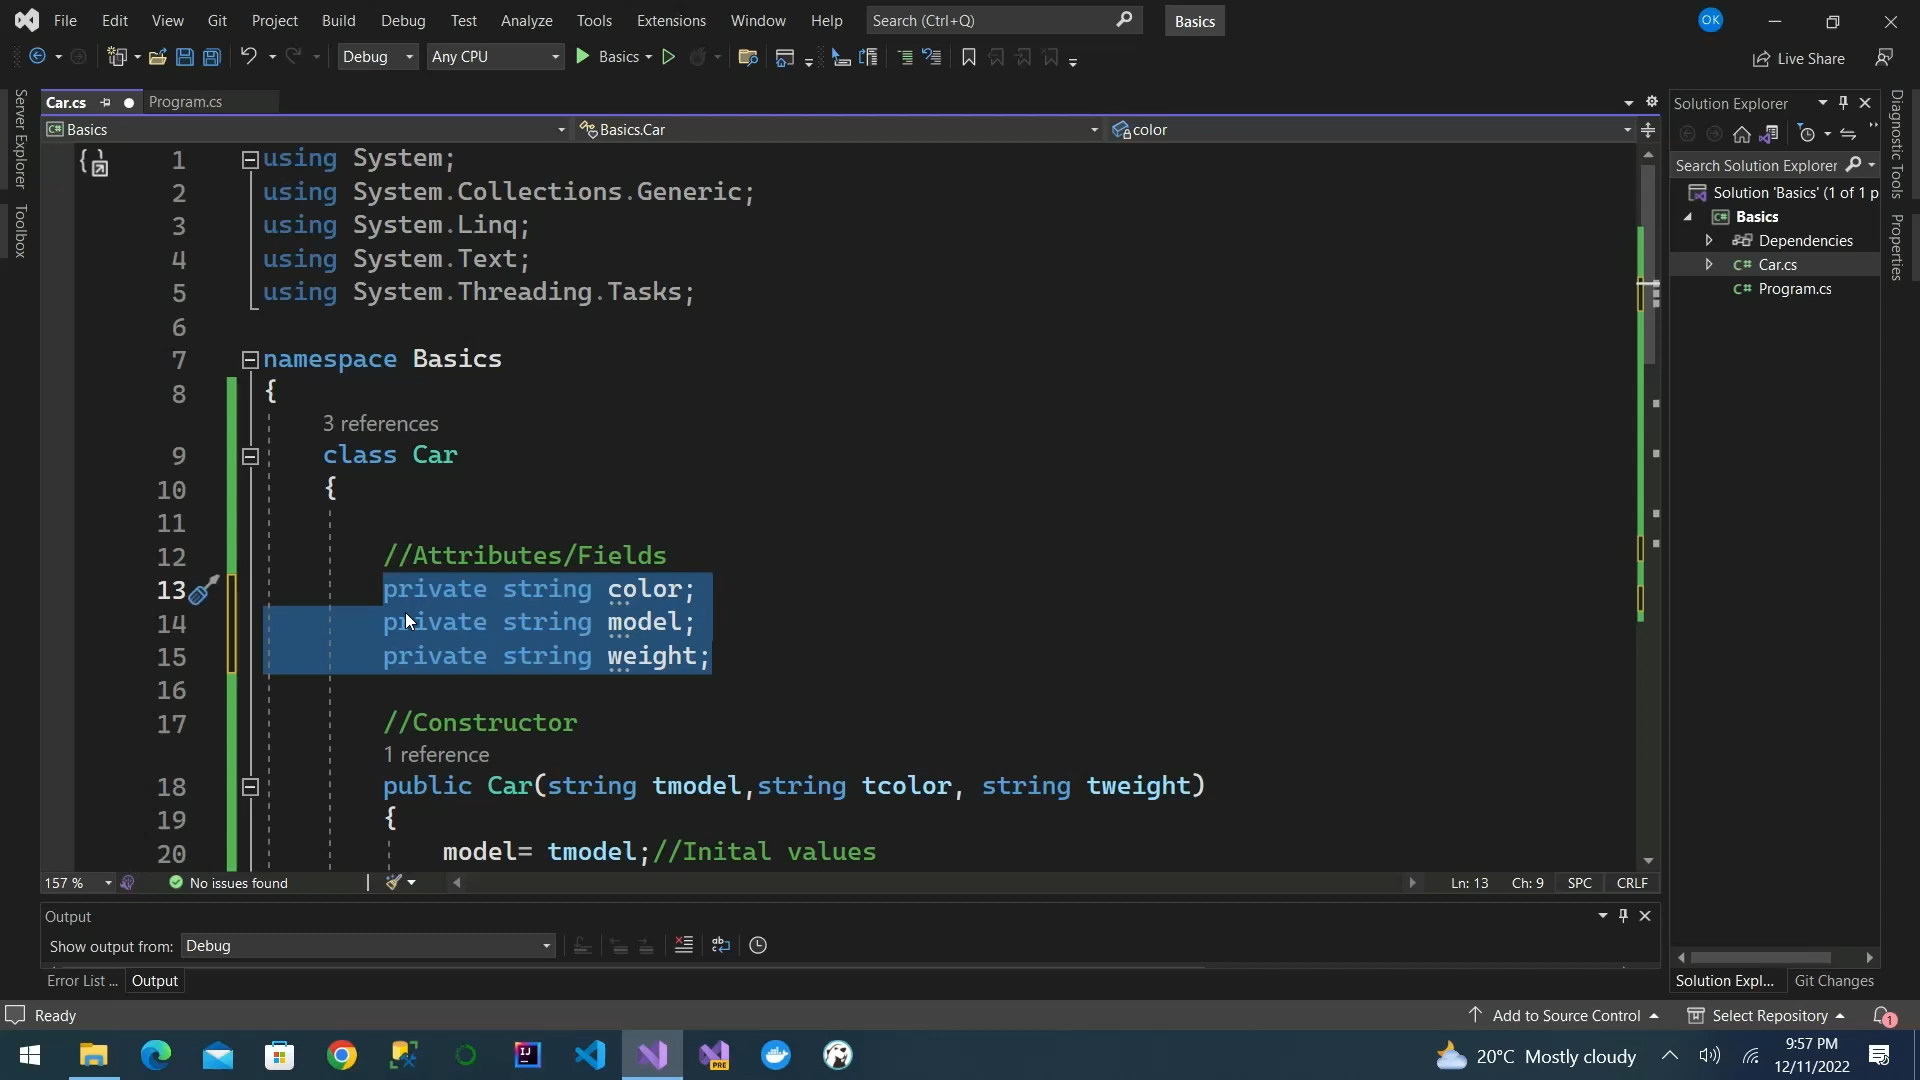 File Edit View Git Project Build Debug Test Analyze Tools Extensions Window Help Search (Ctrl+Q) Basics OK
Debug Any CPU Basics Live Share
Server Explorer
Toolbox
Car.cs Program.cs
Basics Basics.Car color
1 using System;
2 using System.Collections.Generic;
3 using System.Linq;
4 using System.Text;
5 using System.Threading.Tasks;
6
7 namespace Basics
8 {
3 references
9 class Car
10 {
11
12 //Attributes/Fields
13 private string color;
14 private string model;
15 private string weight;
16
17 //Constructor
1 reference
18 public Car(string tmodel,string tcolor, string tweight)
19 {
20 model= tmodel;//Inital values
157 % No issues found Ln: 13 Ch: 9 SPC CRLF
Output
Show output from: Debug
Error List ... Output
Solution Explorer
Search Solution Explorer
Solution 'Basics' (1 of 1 p
Basics
Dependencies
C# Car.cs
C# Program.cs
Solution Expl... Git Changes
Diagnostic Tools
Properties
Ready Add to Source Control Select Repository 1
20°C Mostly cloudy 9:57 PM
12/11/2022